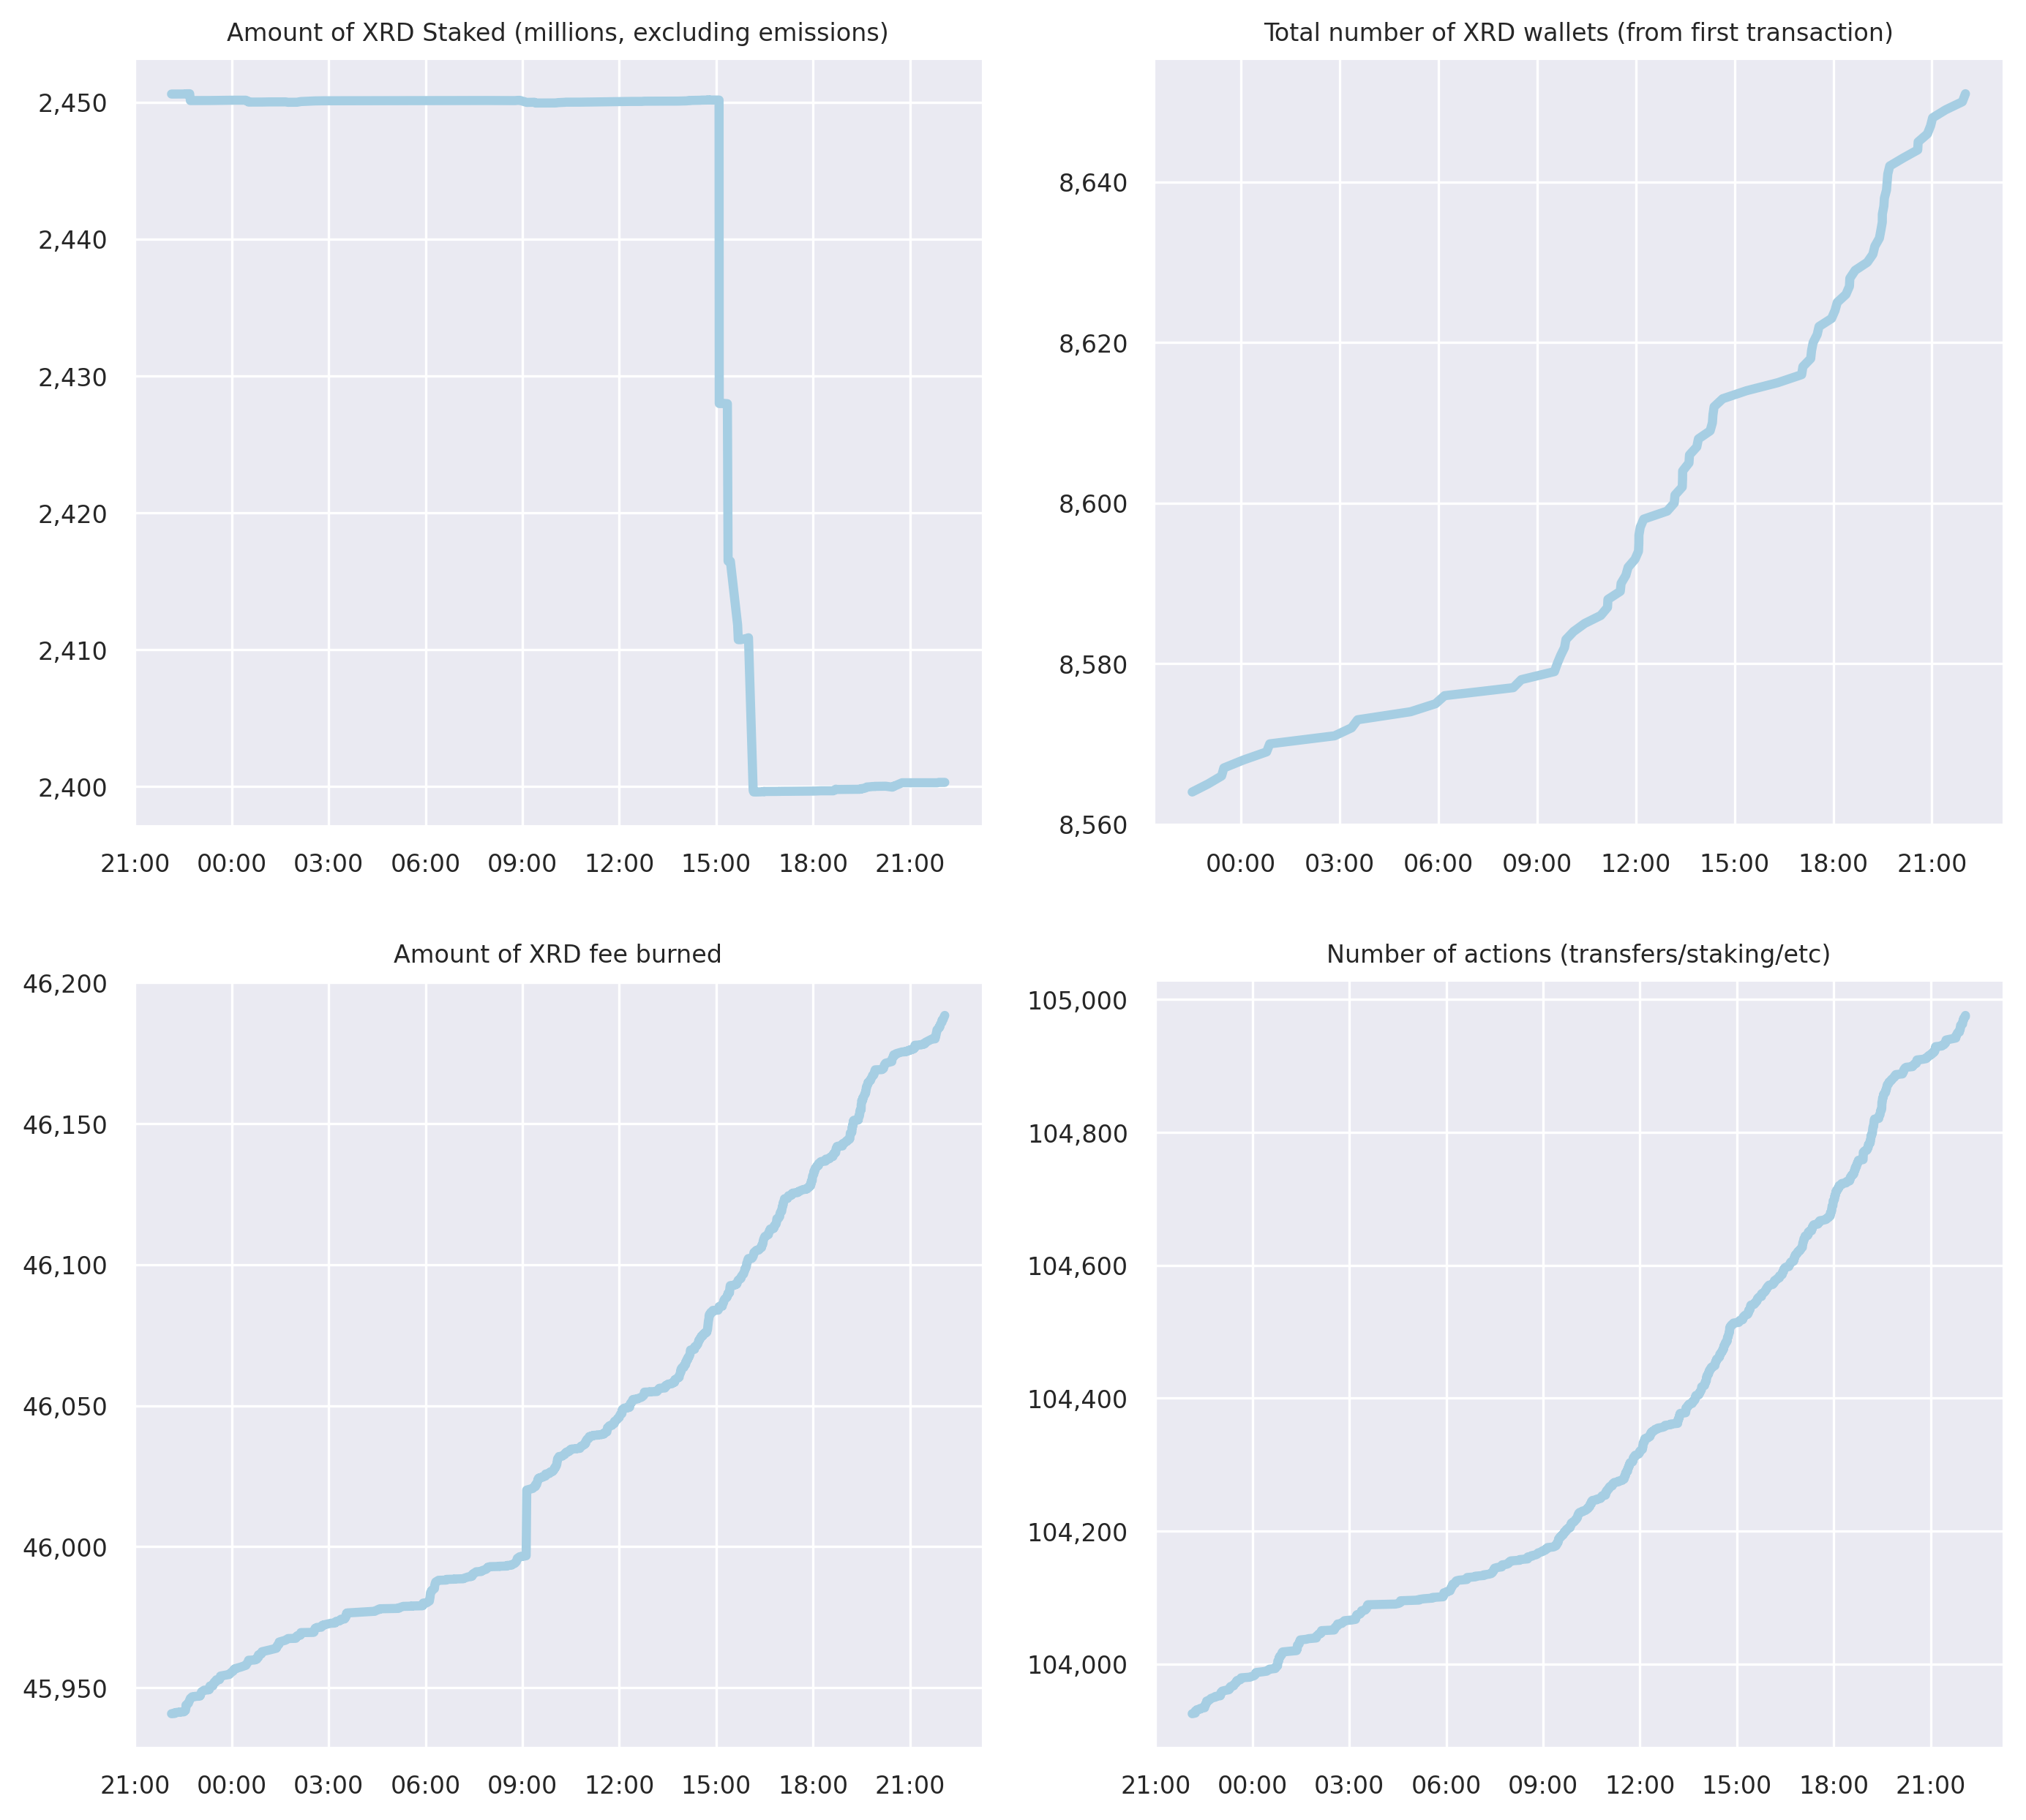 Amount of XRD Staked (millions, excluding emissions)
2,450
2,440
2,430
2,420
2,410
2,400
21:00 00:00 03:00 06:00 09:00 12:00 15:00 18:00 21:00
Total number of XRD wallets (from first transaction)
8,640
8,620
8,600
8,580
8,560
00:00 03:00 06:00 09:00 12:00 15:00 18:00 21:00
Amount of XRD fee burned
46,200
46,150
46,100
46,050
46,000
45,950
21:00 00:00 03:00 06:00 09:00 12:00 15:00 18:00 21:00
Number of actions (transfers/staking/etc)
105,000
104,800
104,600
104,400
104,200
104,000
21:00 00:00 03:00 06:00 09:00 12:00 15:00 18:00 21:00